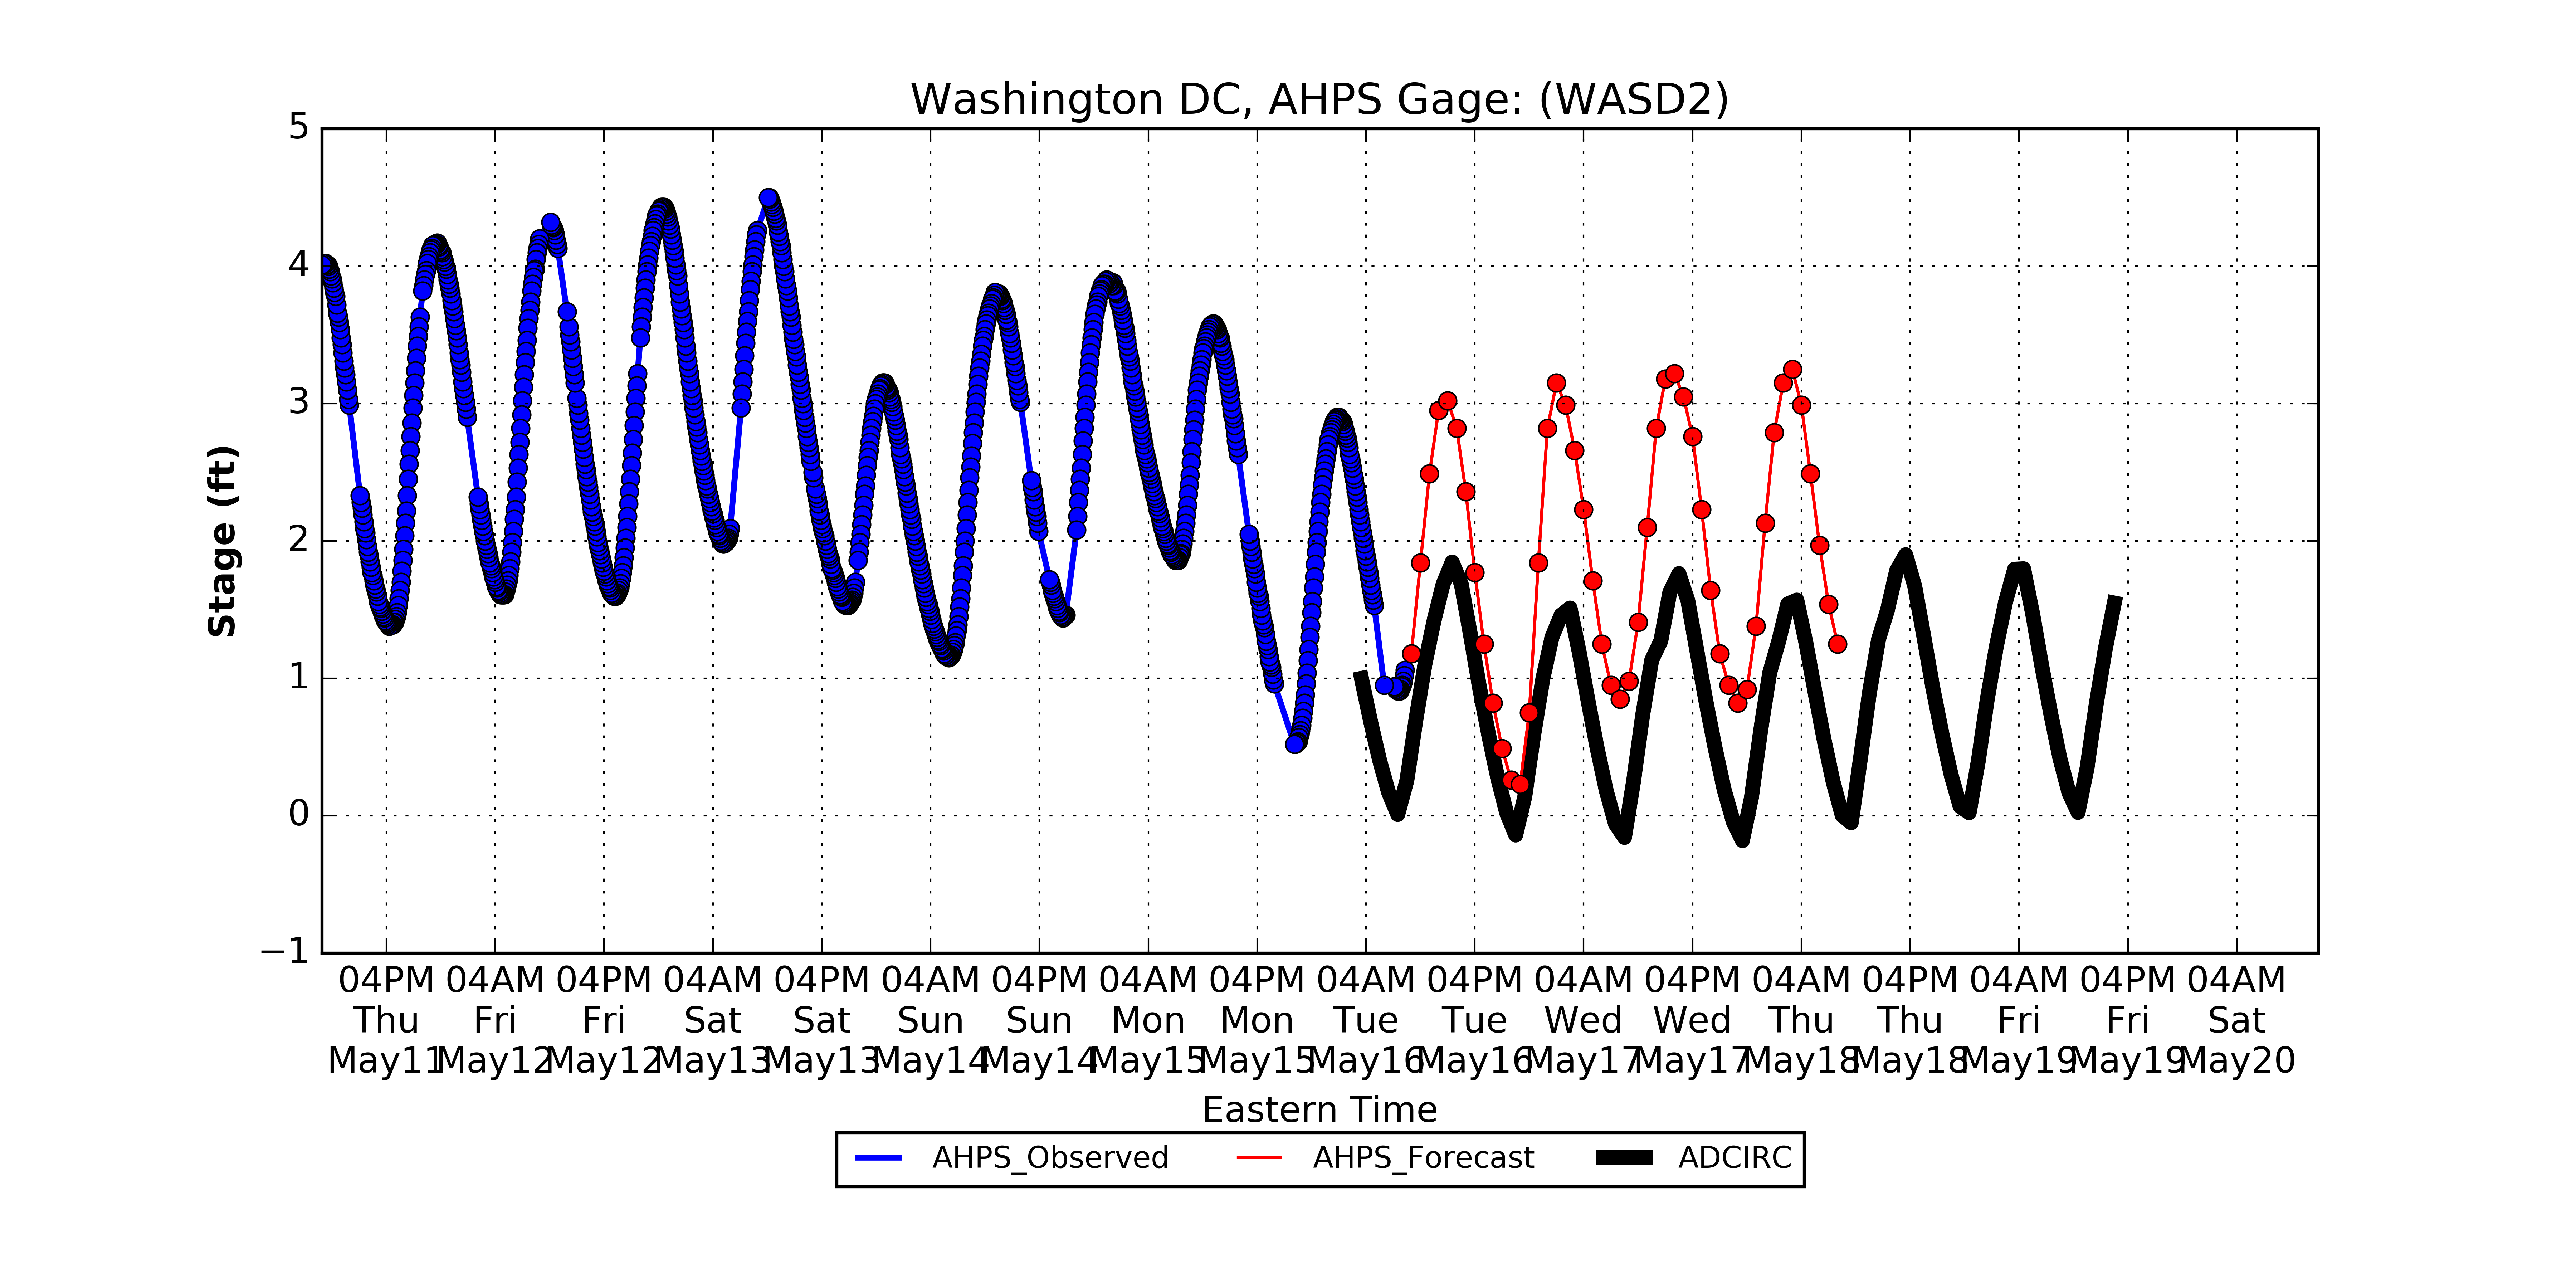 Washington DC, AHPS Gage: (WASD2)
5
4
3
2
1
0
−1
Stage (ft)
04PM 04AM 04PM 04AM 04PM 04AM 04PM 04AM 04PM 04AM 04PM 04AM 04PM 04AM 04PM 04AM 04PM 04AM
Thu Fri Fri Sat Sat Sun Sun Mon Mon Tue Tue Wed Wed Thu Thu Fri Fri Sat
May11 May12 May12 May13 May13 May14 May14 May15 May15 May16 May16 May17 May17 May18 May18 May19 May19 May20
Eastern Time
AHPS_Observed AHPS_Forecast ADCIRC